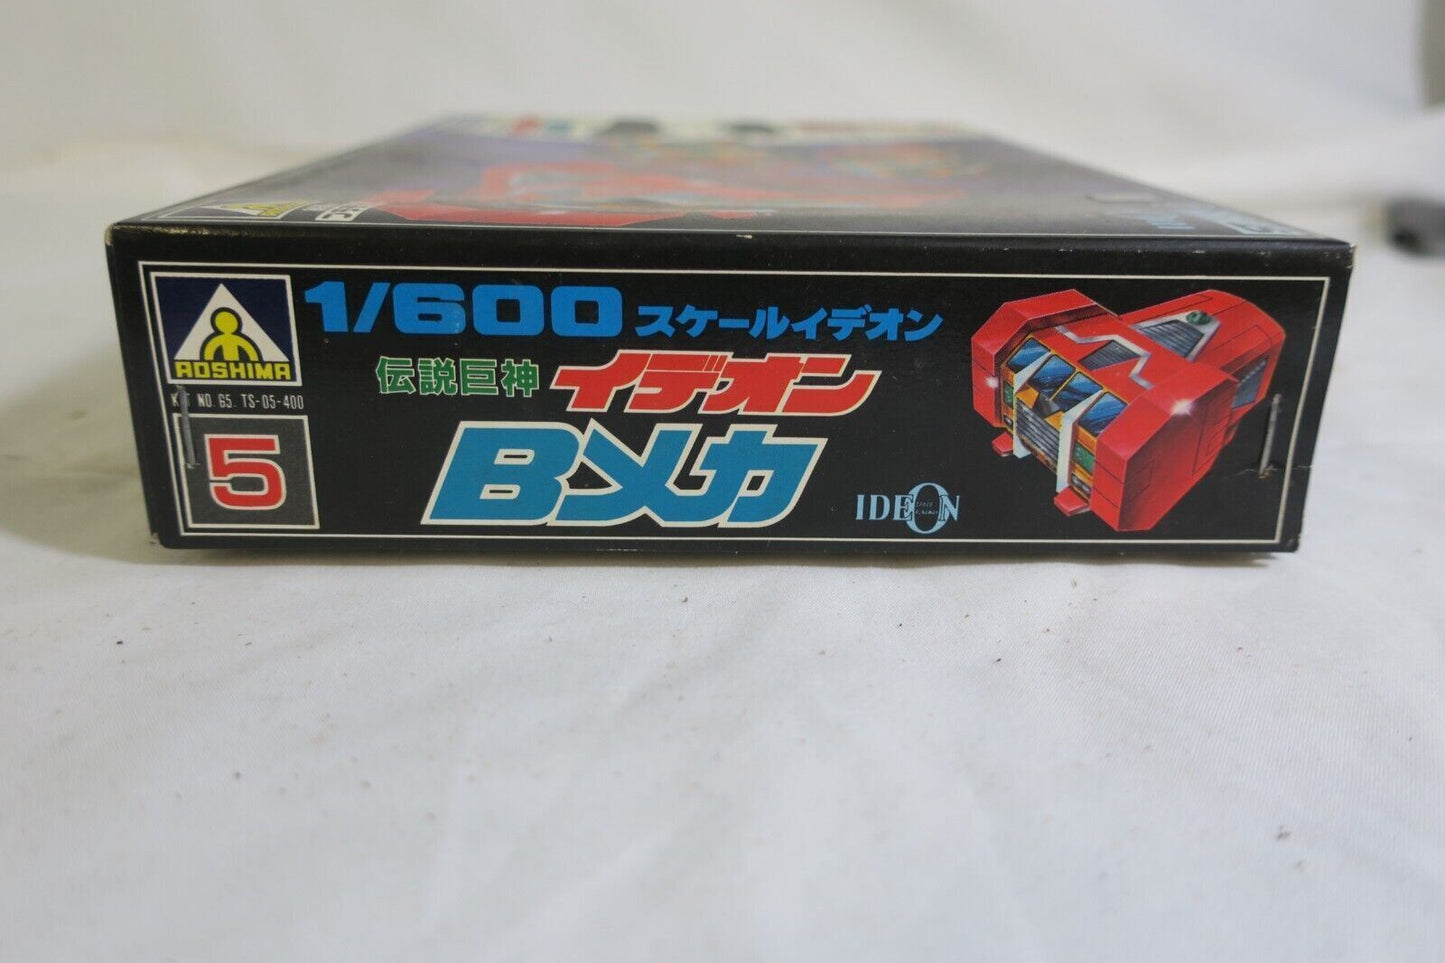 AOSHIMA
KIT NO. 65. TS-05-400
5
1/600 スケールイデオン
伝説巨神 イデオン
Bメカ
IDEON